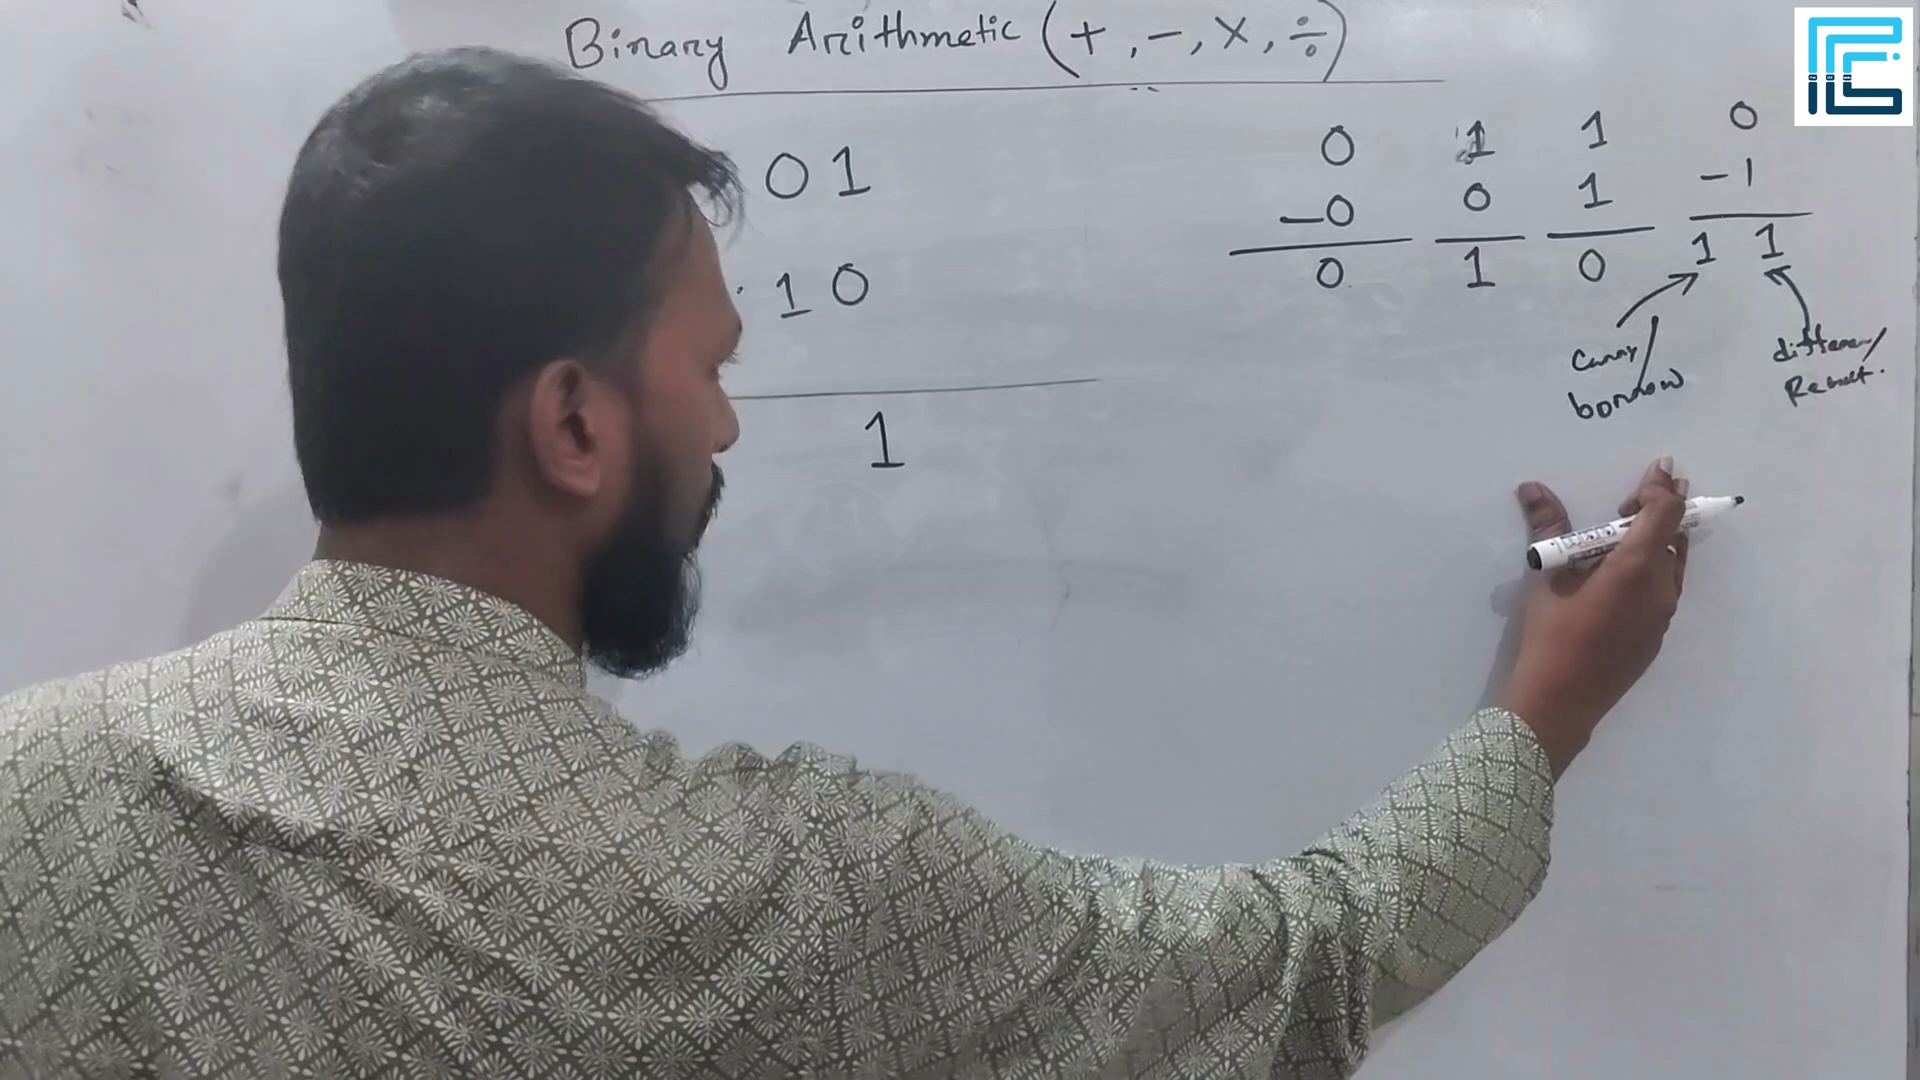 Binary Arithmetic (+, -, X, ÷)
01
10
1
0 1 1 0
-0 0 1 -1
0 1 0 1 1
Carry/
borrow
Result.